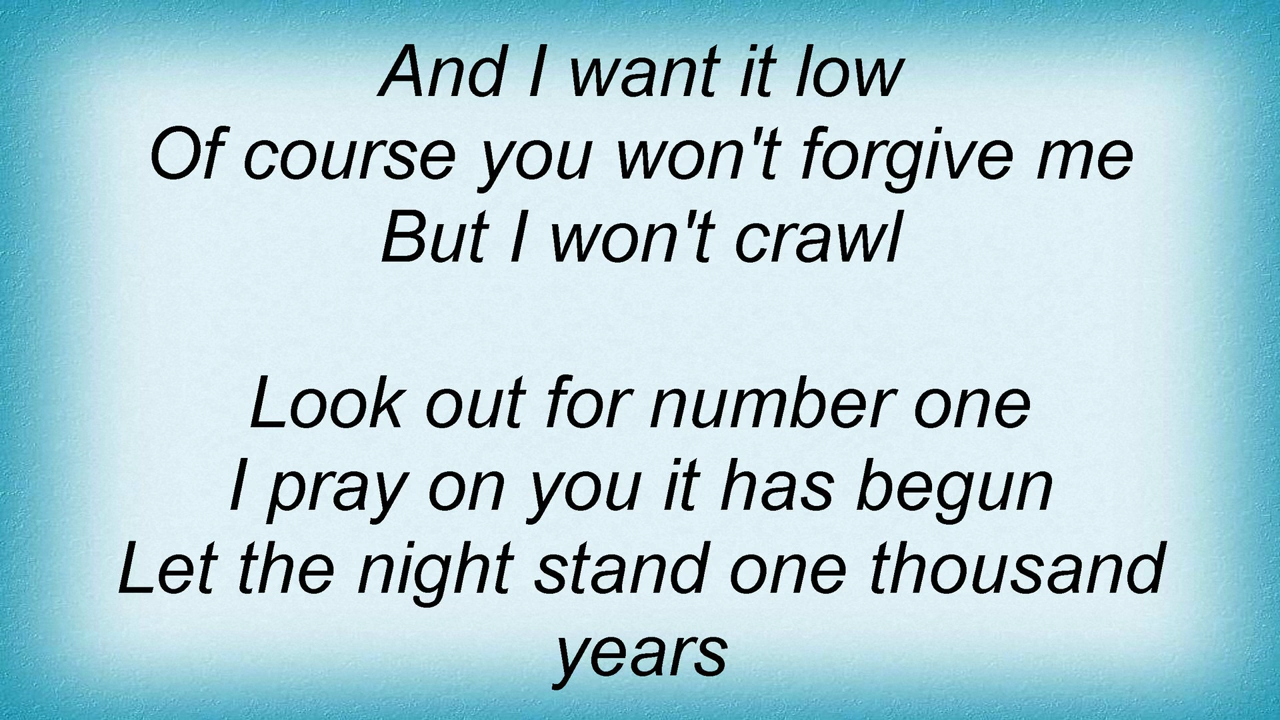 And I want it low
Of course you won't forgive me
But I won't crawl
Look out for number one
I pray on you it has begun
Let the night stand one thousand
years